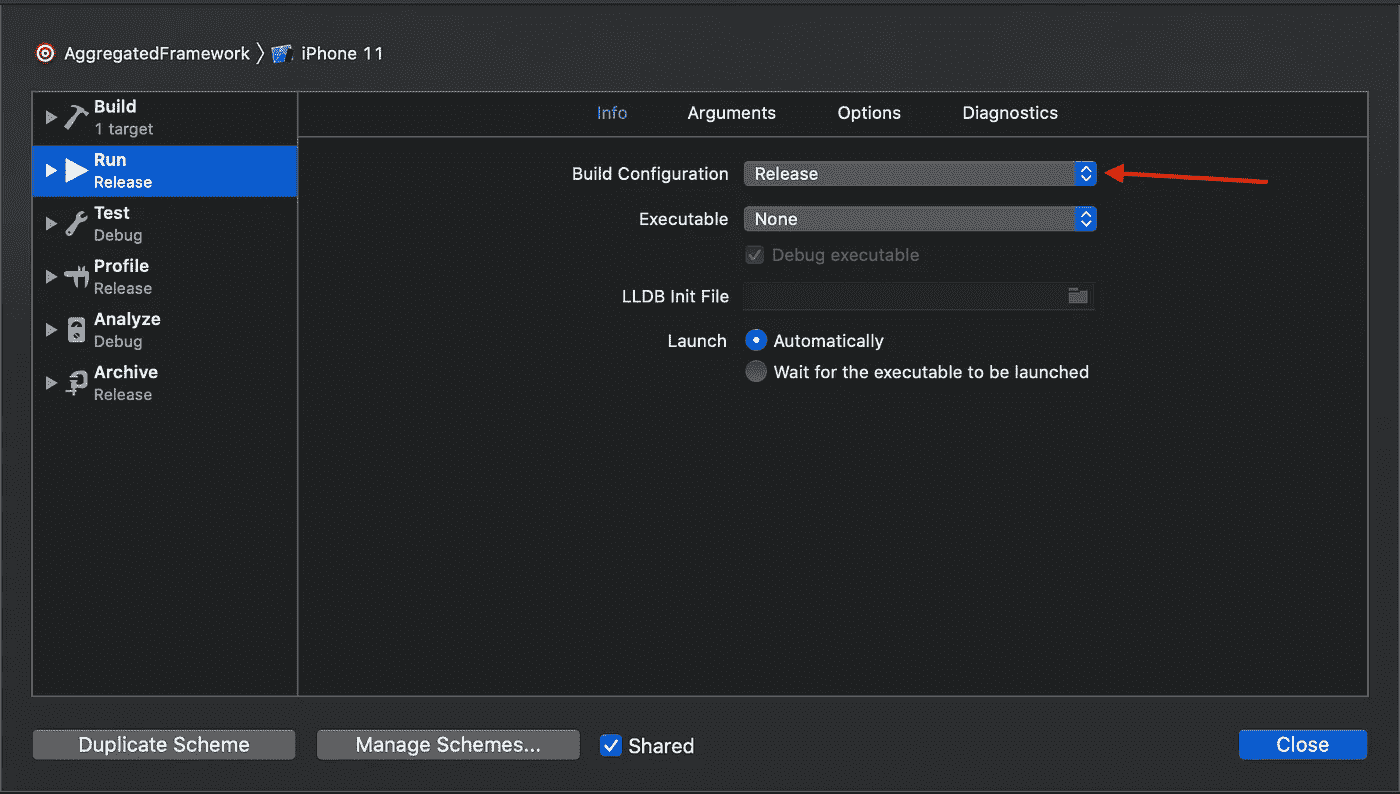 AggregatedFramework 〉 iPhone 11
Build
1 target
Run
Release
Test
Debug
Profile
Release
Analyze
Debug
Archive
Release
Info Arguments Options Diagnostics
Build Configuration Release
Executable None
Debug executable
LLDB Init File
Launch Automatically
Wait for the executable to be launched
Duplicate Scheme Manage Schemes... Shared Close